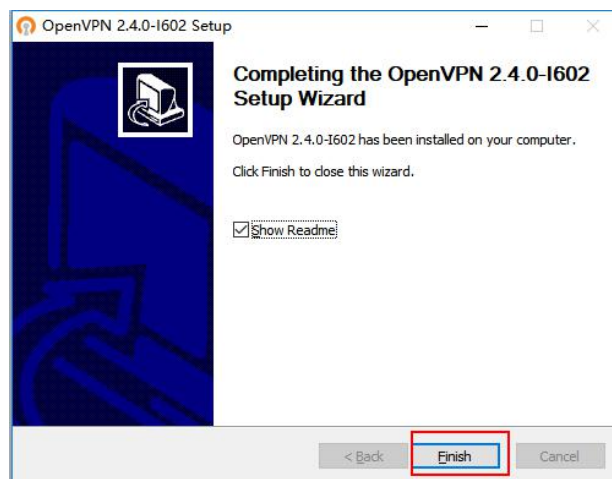 OpenVPN 2.4.0-I602 Setup
Completing the OpenVPN 2.4.0-I602
Setup Wizard
OpenVPN 2.4.0-I602 has been installed on your computer.
Click Finish to close this wizard.
Show Readme
< Back
Finish
Cancel